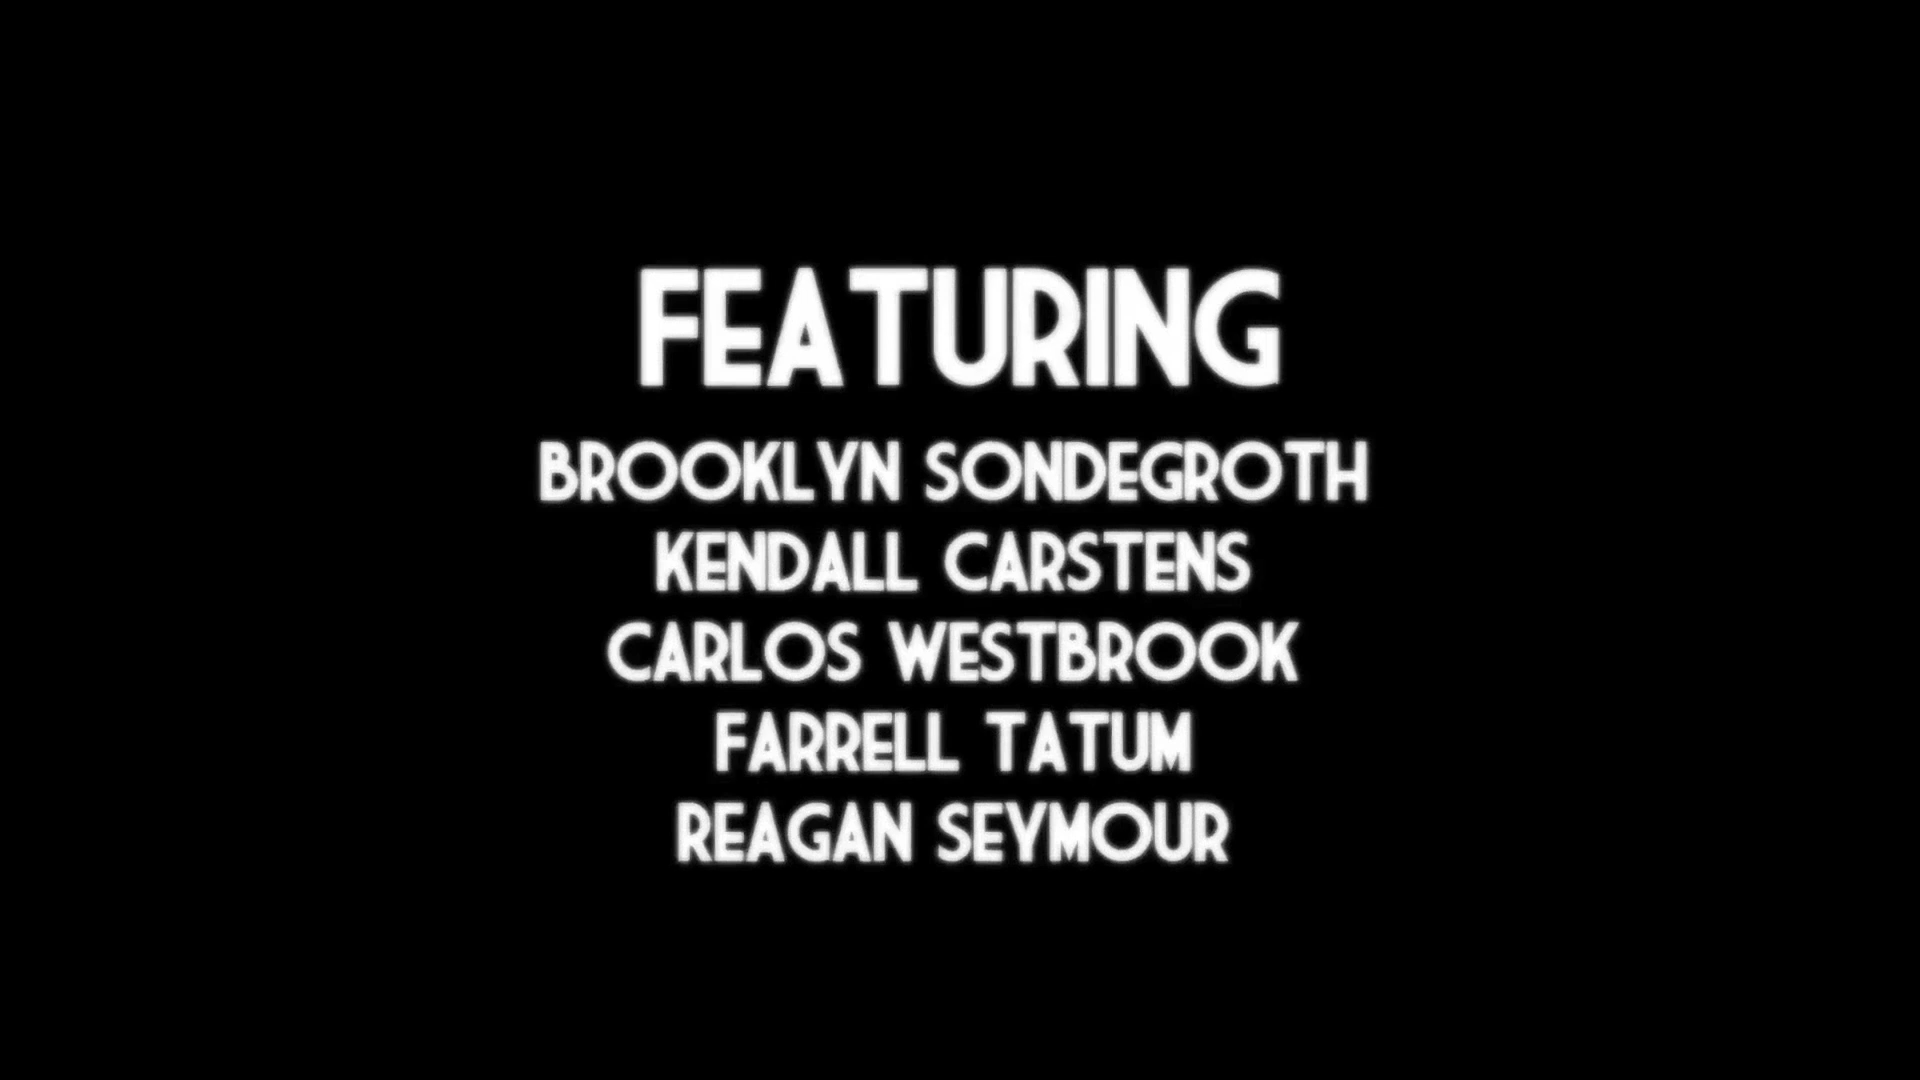 FEATURING
BROOKLYN SONDEGROTH
KENDALL CARSTENS
CARLOS WESTBROOK
FARRELL TATUM
REAGAN SEYMOUR